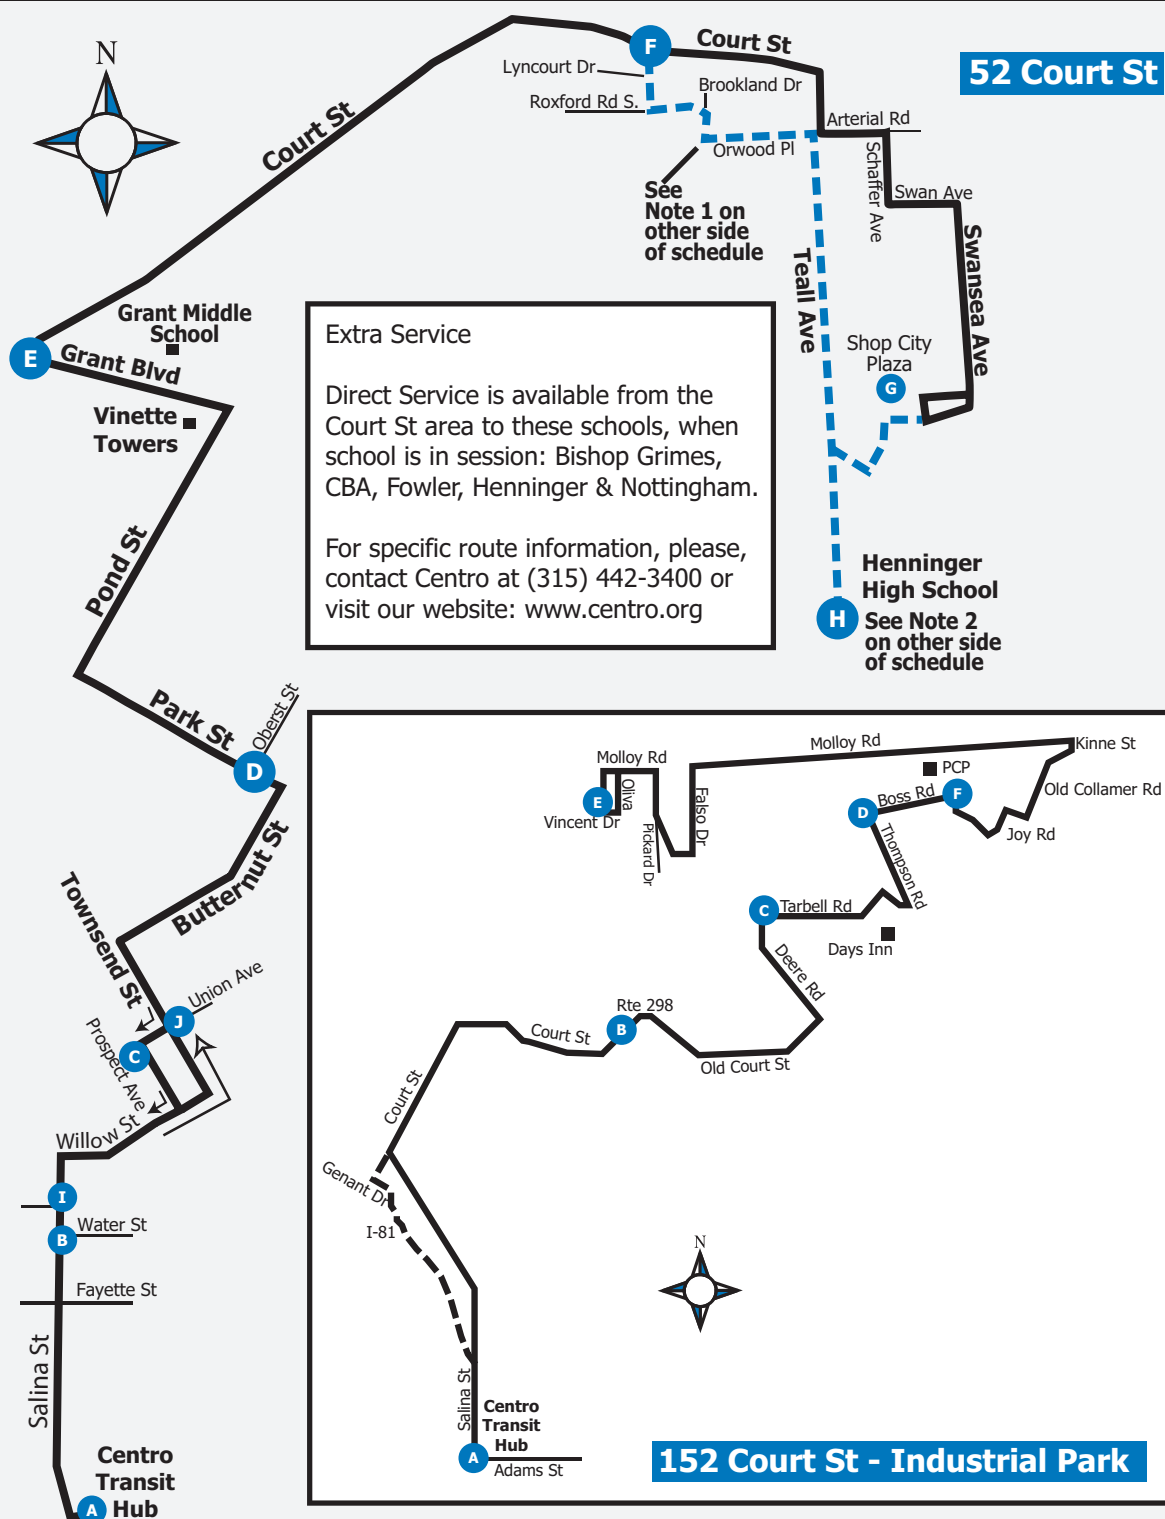 N
52 Court St
F
Court St
Lyncourt Dr
Brookland Dr
Roxford Rd S.
Arterial Rd
Orwood Pl
Court St
Schaffer Ave
Swan Ave
See
Note 1 on
other side
of schedule
Teall Ave
Swansea Ave
Grant Middle
School
E
Grant Blvd
Shop City
Plaza
G
Vinette
Towers
Extra Service
Direct Service is available from the
Court St area to these schools, when
school is in session: Bishop Grimes,
CBA, Fowler, Henninger & Nottingham.
For specific route information, please,
contact Centro at (315) 442-3400 or
visit our website: www.centro.org
Pond St
Henninger
High School
H
See Note 2
on other side
of schedule
Park St
Oberst St
D
Butternut St
Townsend St
Union Ave
J
Prospect Ave
C
Willow St
I
Water St
B
Fayette St
Salina St
Centro
Transit
Hub
A
Molloy Rd
Molloy Rd
Kinne St
PCP
Oliva
E
Vincent Dr
Falso Dr
Pickard Dr
Boss Rd
F
D
Old Collamer Rd
Joy Rd
Thompson Rd
C
Tarbell Rd
Days Inn
Deere Rd
Rte 298
B
Court St
Old Court St
Court St
Genant Dr
I-81
N
Salina St
Centro
Transit
Hub
A
Adams St
152 Court St - Industrial Park